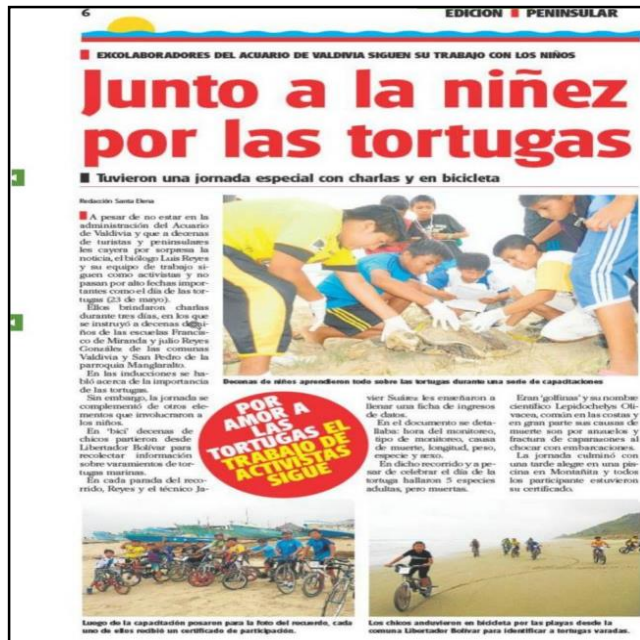 6
EDICION PENINSULAR
EXCOLABORADORES DEL ACUARIO DE VALDIVIA SIGUEN SU TRABAJO CON LOS NIÑOS
Junto a la niñez
por las tortugas
Tuvieron una jornada especial con charlas y en bicicleta
Redacción Santa Elena
A pesar de no estar en la
administración del Acuario
de Valdivia y que a decenas
de turistas y peninsulares
les cayera por sorpresa la
noticia, el biólogo Luis Reyes
y su equipo de trabajo si-
guen como activistas y no
pasan por alto fechas impor-
tantes como el día de las tor-
tugas (23 de mayo).
Ellos brindaron charlas
durante tres días, en los que
se instruyó a decenas de ni-
ños de las escuelas Francis-
co de Miranda y julio Reyes
González de las comunas
Valdivia y San Pedro de la
parroquia Manglaralto.
En las inducciones se ha-
bló acerca de la importancia
de las tortugas.
Sin embargo, la jornada se
complementó de otros ele-
mentos que involucraron a
los niños.
En 'bici' decenas de
chicos partieron desde
Libertador Bolívar para
recolectar información
sobre varamientos de tor-
tugas marinas.
En cada parada del reco-
rrido, Reyes y el técnico Ja-
Decenas de niños aprendieron todo sobre las tortugas durante una serie de capacitaciones
POR
AMOR A
LAS
TORTUGAS EL
TRABAJO DE
ACTIVISTAS
SIGUE
vier Suárez les enseñaron a
llenar una ficha de ingresos
de datos.
En el documento se deta-
llaba: hora del monitoreo,
tipo de monitoreo, causa
de muerte, longitud, peso,
especie y sexo.
En dicho recorrido y a pe-
sar de celebrar el día de la
tortuga hallaron 5 especies
adultas, pero muertas.
Eran 'golfinas' y su nombre
científico Lepidochelys Oli-
vacea, común en las costas y
en gran parte sus causas de
muerte son por anzuelos y
fractura de caparasones al
chocar con embarcaciones.
La jornada culminó con
una tarde alegre en una pis-
cina en Montañita y todos
los participante estuvieron
su certificado.
Luego de la capacitación posaron para la foto del recuerdo, cada
uno de ellos recibió un certificado de participación.
Los chicos anduvieron en bicicleta por las playas desde la
comuna Libertador Bolívar para identificar a tortugas varadas.